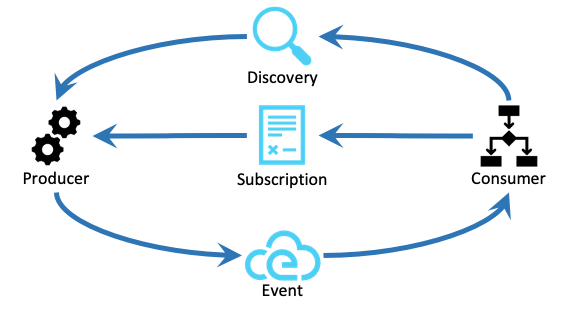 Discovery
Producer
Subscription
Consumer
Event